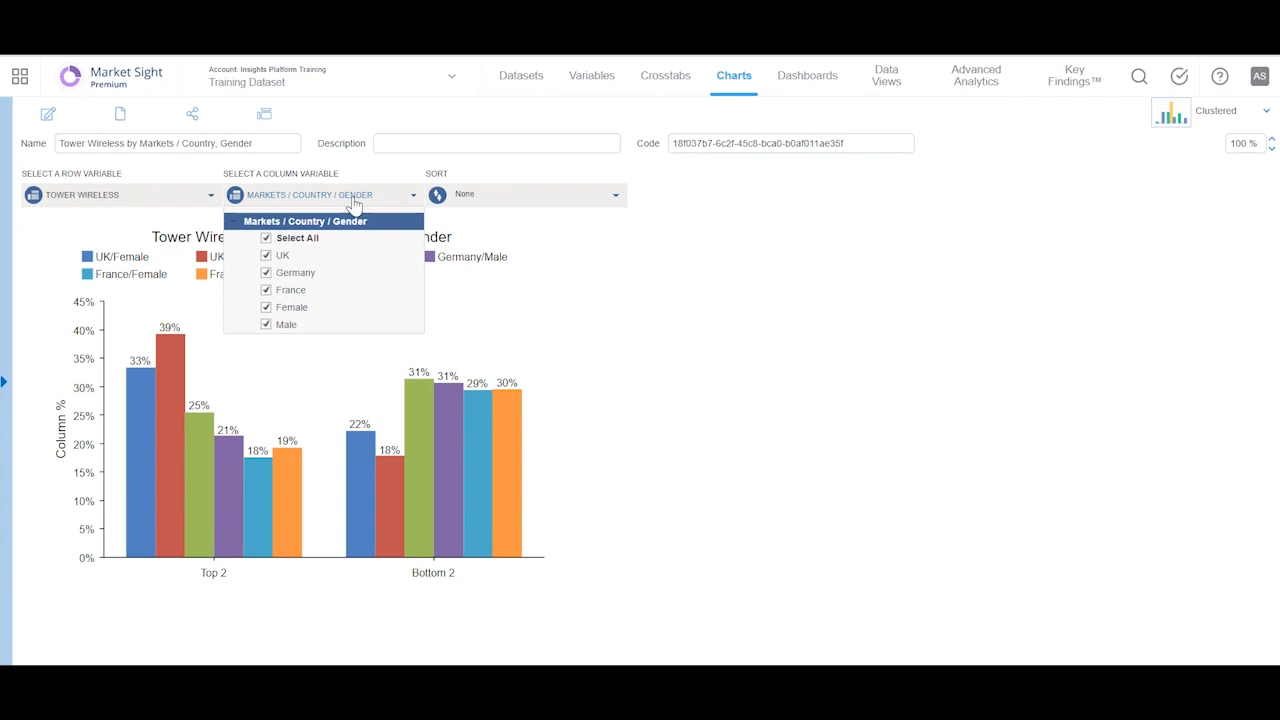 Market Sight
Premium
Account: Insights Platform Training
Training Dataset
Datasets
Variables
Crosstabs
Charts
Dashboards
Data
Views
Advanced
Analytics
Key
Findings™
AS
Clustered
Name
Tower Wireless by Markets / Country, Gender
Description
Code
18f037b7-6c2f-45c8-bca0-b0af011ae35f
100 %
SELECT A ROW VARIABLE
SELECT A COLUMN VARIABLE
SORT
TOWER WIRELESS
MARKETS / COUNTRY / GENDER
None
Markets / Country / Gender
Select All
UK
Germany
France
Female
Male
Tower Wire
nder
UK/Female
UK
Germany/Male
France/Female
Fra
45%
40%
35%
30%
25%
20%
15%
10%
5%
0%
Column %
33%
39%
25%
21%
18%
19%
22%
18%
31%
31%
29%
30%
Top 2
Bottom 2